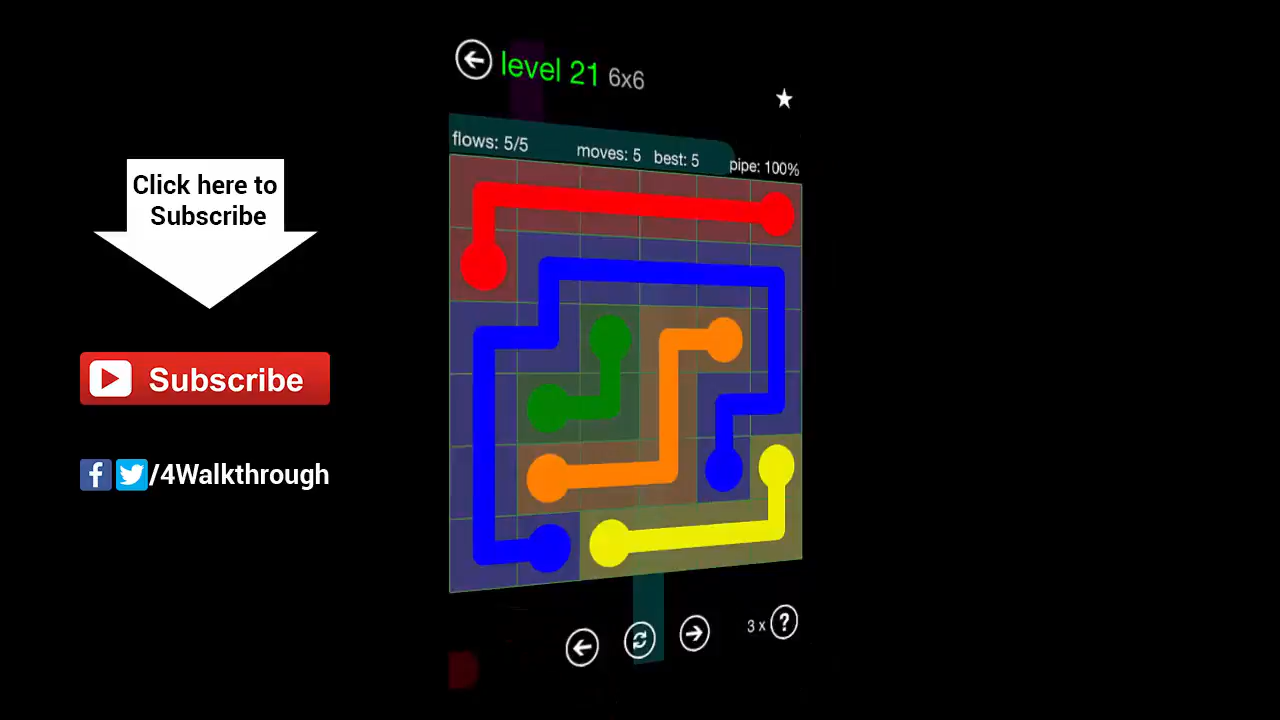 level 21 6x6
flows: 5/5 moves: 5 best: 5 pipe: 100%
Click here to
Subscribe
Subscribe
f /4Walkthrough
3 x ?